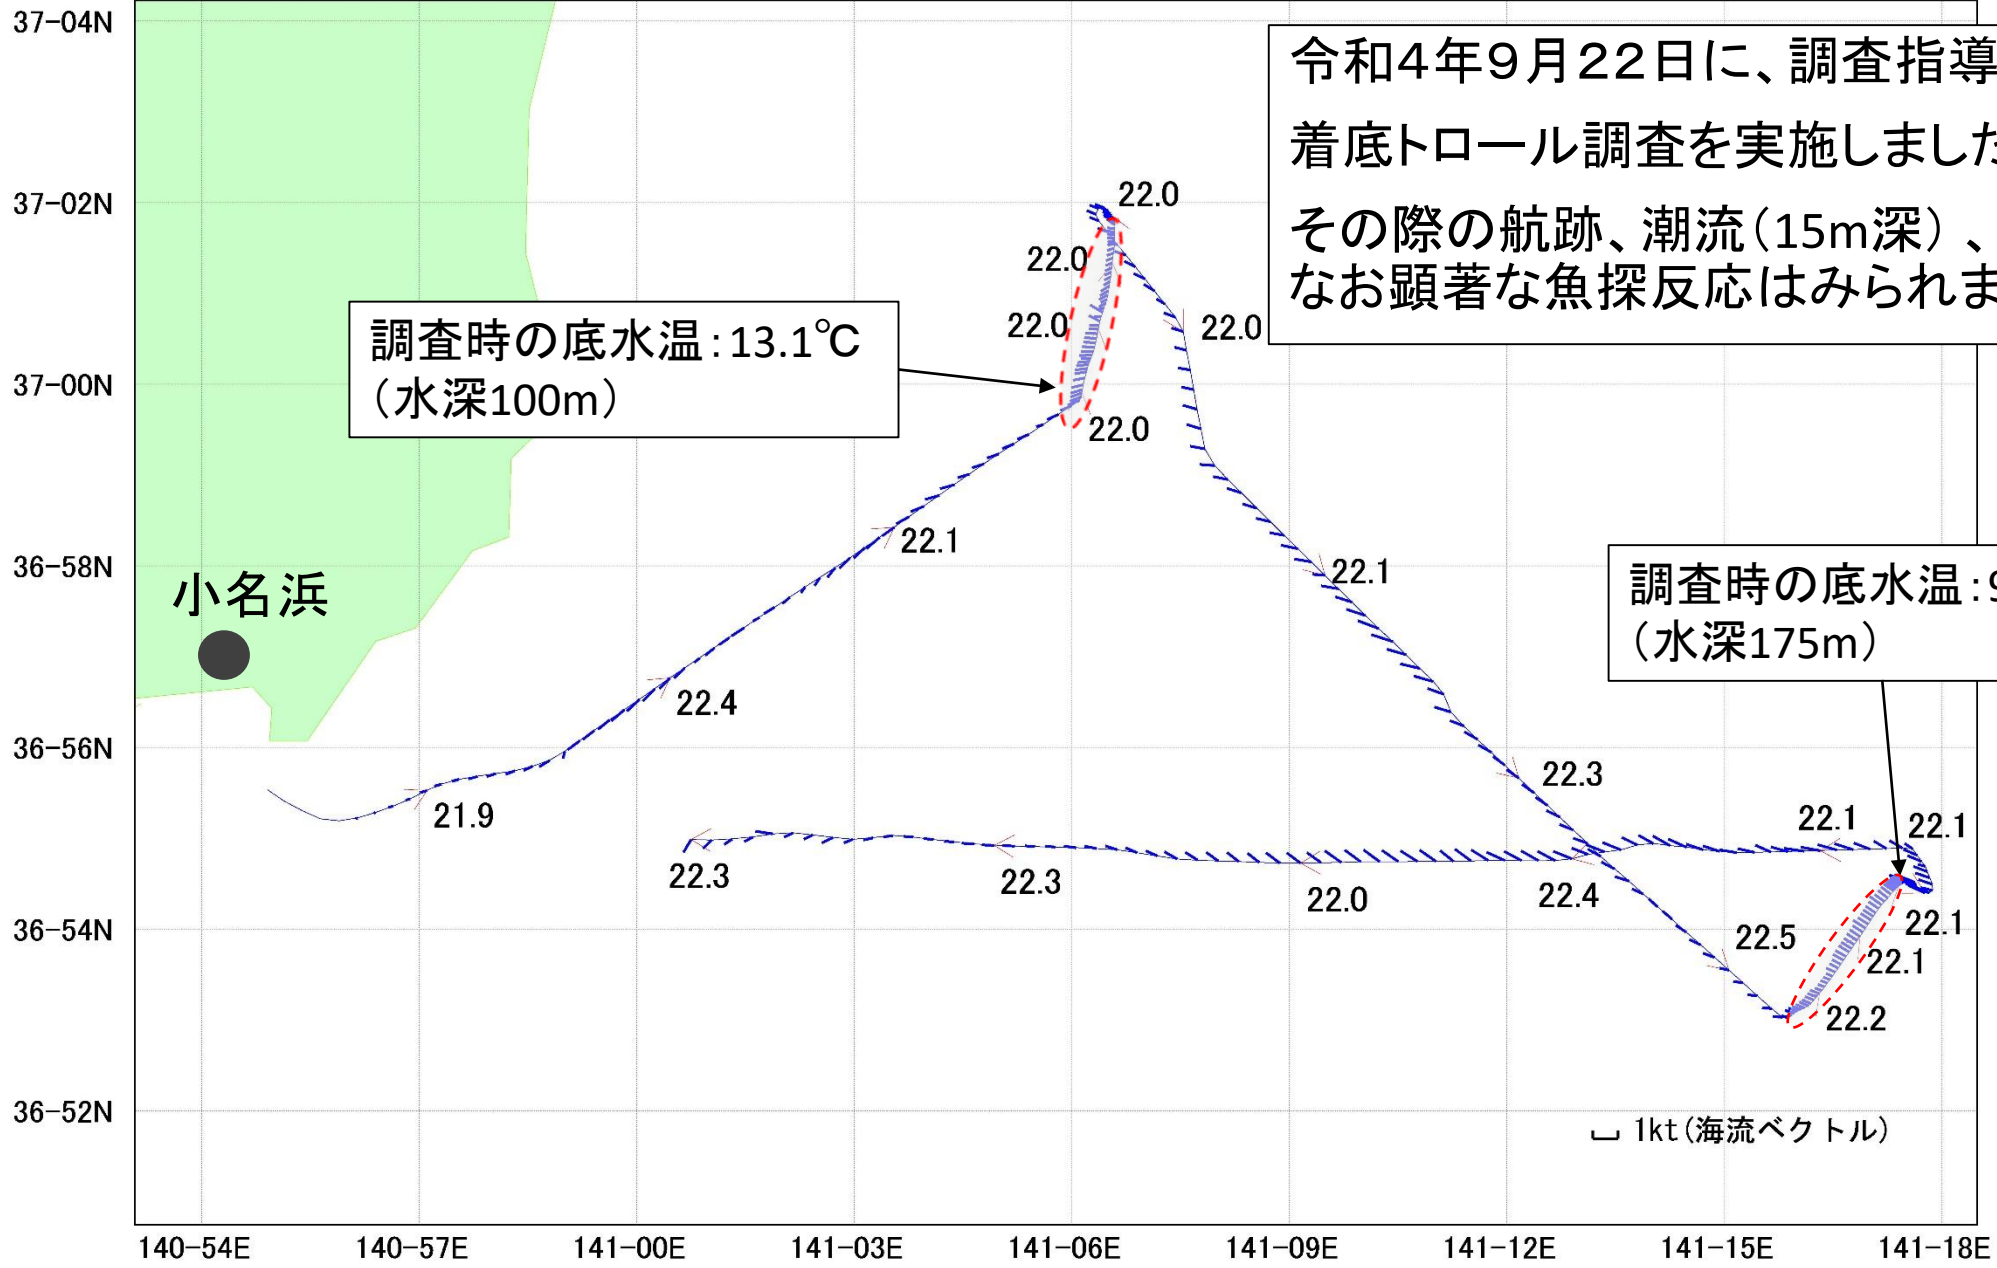 37-04N
令和4年9月22日に、調査指導
着底トロール調査を実施しました
37-02N
22.0
その際の航跡、潮流（15m深）、
22.0
なお顕著な魚探反応はみられま
調査時の底水温：13.1℃
（水深100m）
22.0
22.0
37-00N
22.0
22.1
36-58N
22.1
小名浜
調査時の底水温：9
（水深175m）
22.4
36-56N
22.3
21.9
22.1
22.1
22.3
22.3
22.0
22.4
36-54N
22.5
22.1
22.1
22.2
36-52N
1kt(海流ベクトル)
140-54E 140-57E 141-00E 141-03E 141-06E 141-09E 141-12E 141-15E 141-18E